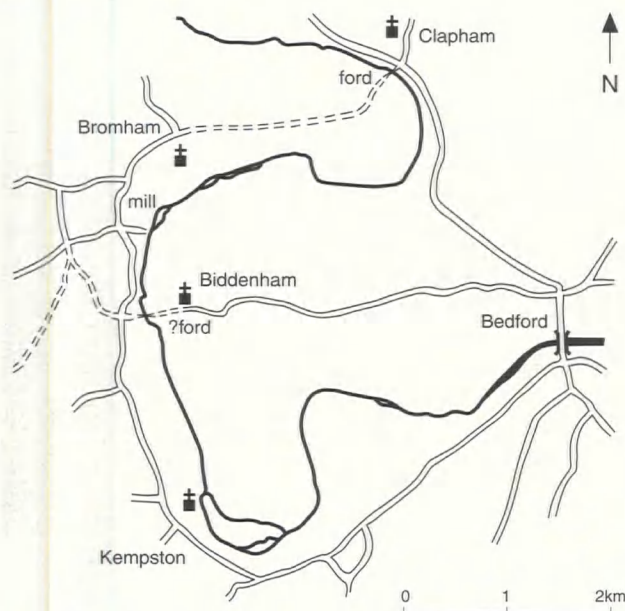 Clapham
ford
N
Bromham
mill
Biddenham
?ford
Bedford
Kempston
0 1 2km